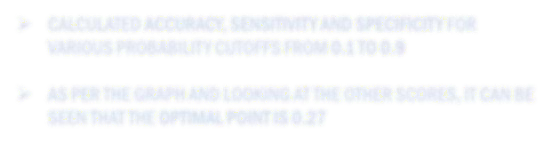 ➢ CALCULATED ACCURACY, SENSITIVITY AND SPECIFICITY FOR
VARIOUS PROBABILITY CUTOFFS FROM 0.1 TO 0.9
➢ AS PER THE GRAPH AND LOOKING AT THE OTHER SCORES, IT CAN BE
SEEN THAT THE OPTIMAL POINT IS 0.27